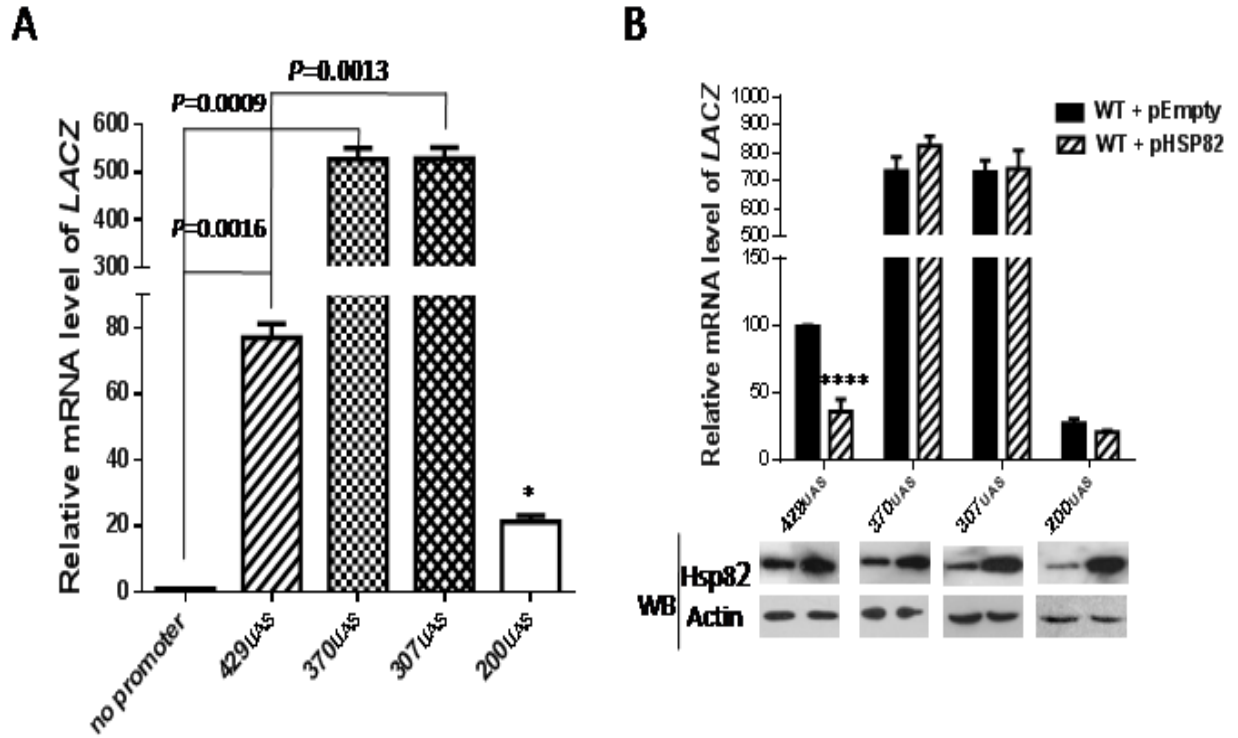 A
P=0.0013
P=0.0009
P=0.0016
Relative mRNA level of LACZ
600
500
400
300
80
60
40
20
0
*
no promoter
429UAS
370UAS
307UAS
200UAS
B
WT + pEmpty
WT + pHSP82
Relative mRNA level of LACZ
1000
900
800
700
600
500
150
100
50
0
****
429UAS
370UAS
307UAS
200UAS
WB
Hsp82
Actin